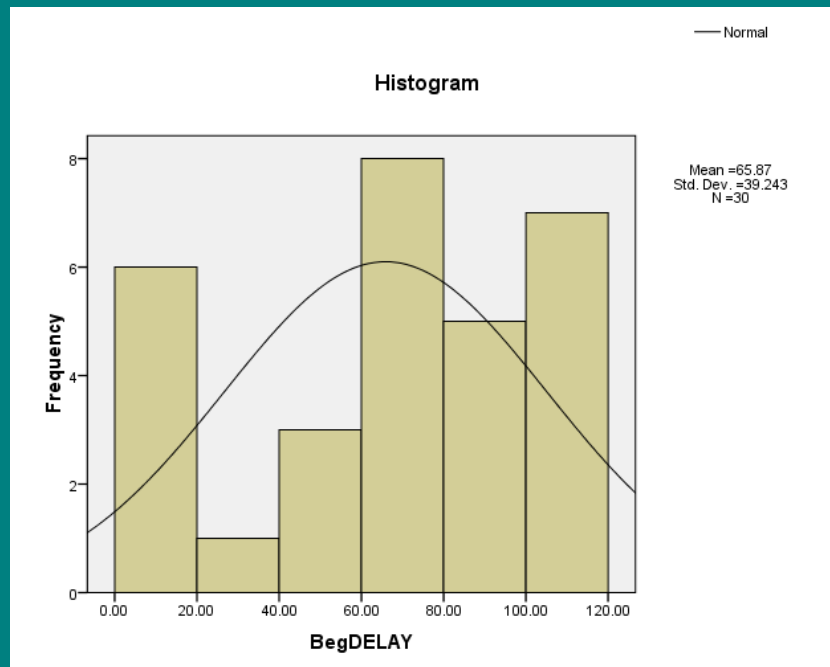 Normal
Histogram
Mean =65.87
Std. Dev. =39.243
N =30
Frequency
8
6
4
2
0
0.00 20.00 40.00 60.00 80.00 100.00 120.00
BegDELAY